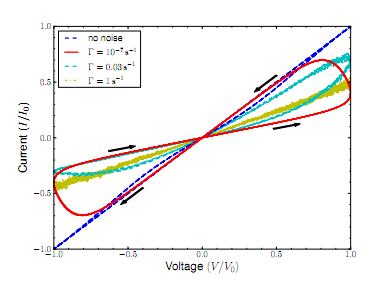 1.0
0.5
0.0
−0.5
−1.0
Current (I/I₀)
no noise
Γ = 10⁻⁷ s⁻¹
Γ = 0.03 s⁻¹
Γ = 1 s⁻¹
−1.0 −0.5 0.0 0.5 1.0
Voltage (V/V₀)